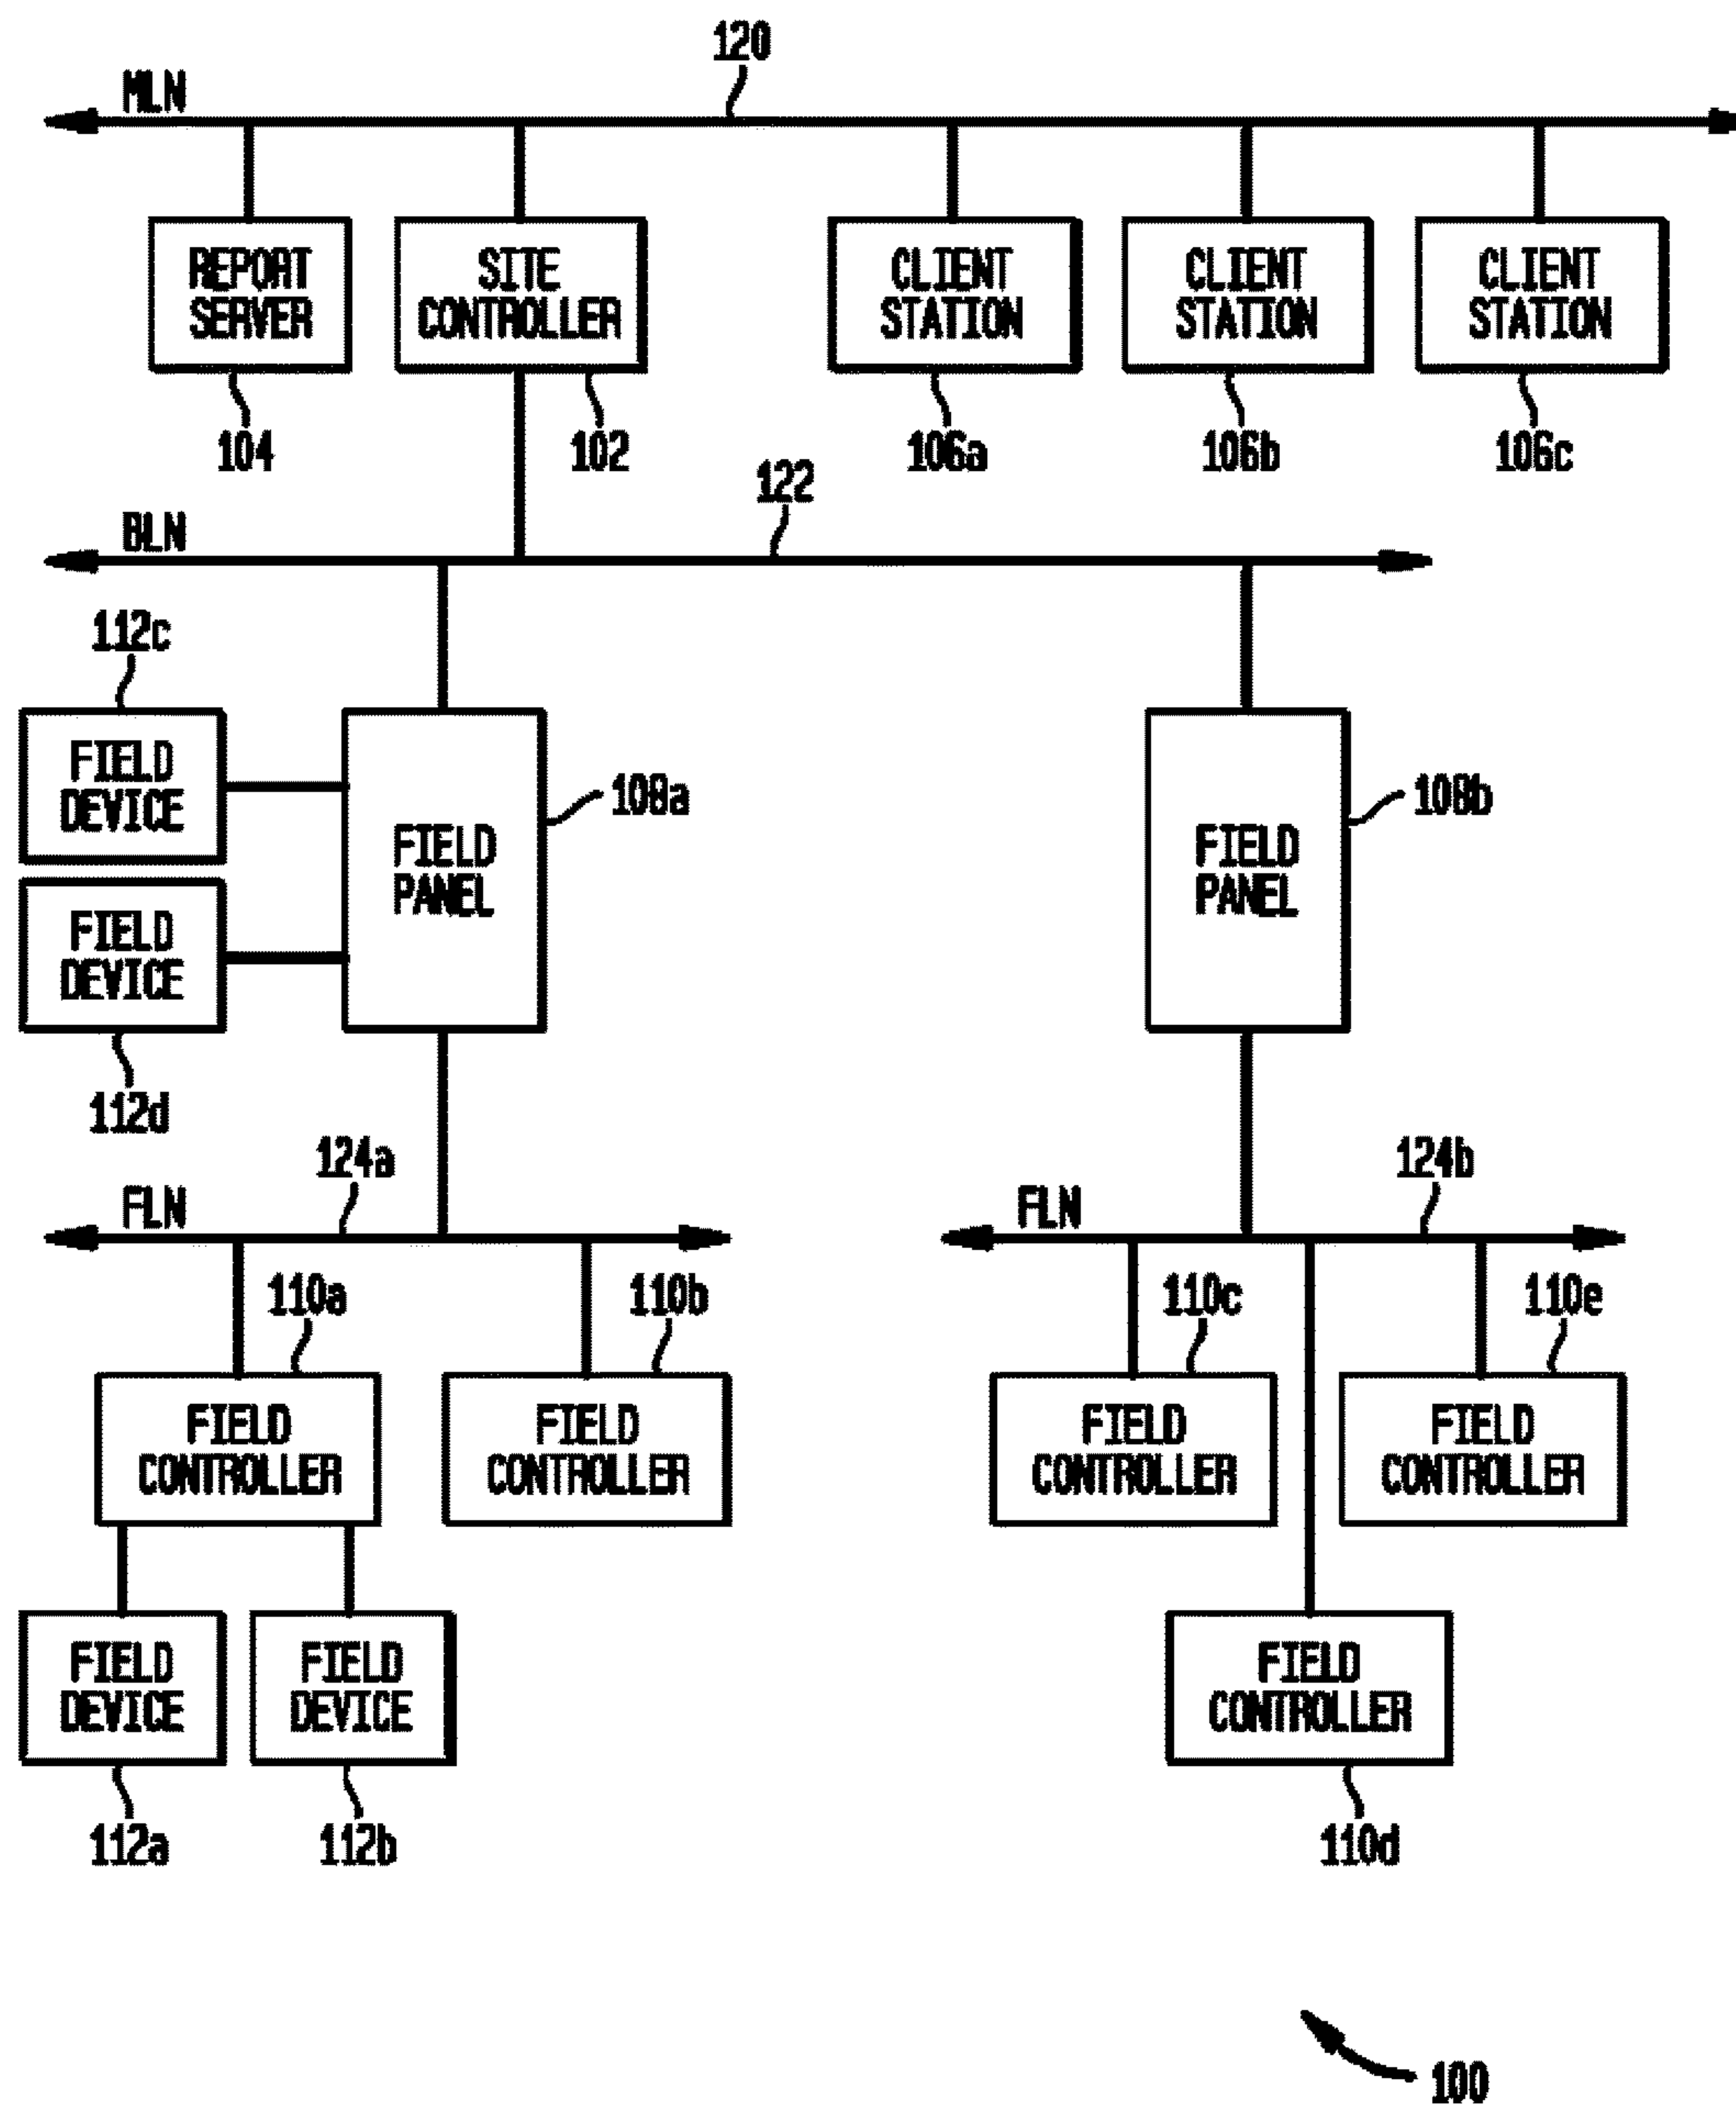 120
MLN
REPORT
SERVER
SITE
CONTROLLER
CLIENT
STATION
CLIENT
STATION
CLIENT
STATION
104
102
106a
106b
106c
122
BLN
112c
FIELD
DEVICE
FIELD
PANEL
108a
FIELD
PANEL
108b
FIELD
DEVICE
112d
124a
FLN
124b
FLN
110a
110b
110c
110e
FIELD
CONTROLLER
FIELD
CONTROLLER
FIELD
CONTROLLER
FIELD
CONTROLLER
FIELD
DEVICE
FIELD
DEVICE
FIELD
CONTROLLER
112a
112b
110d
100